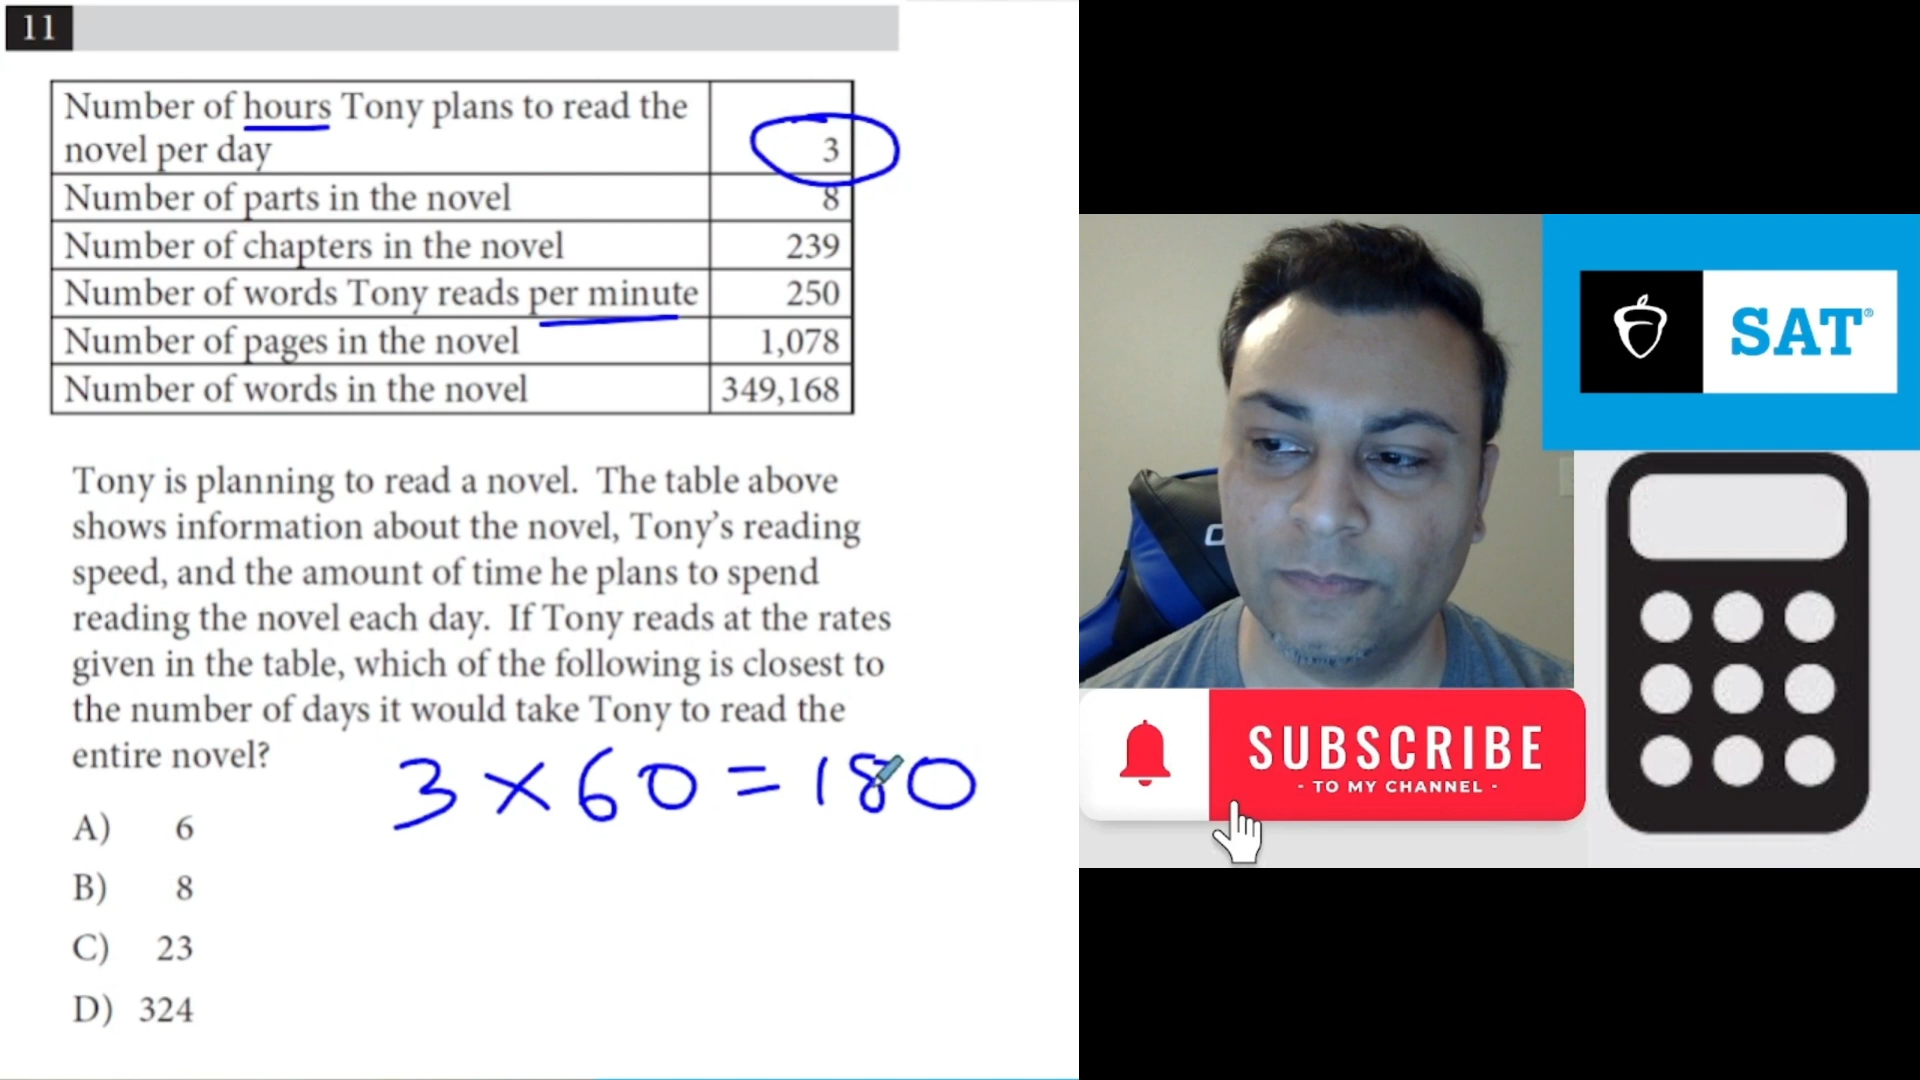 11
Number of hours Tony plans to read the
novel per day 3
Number of parts in the novel 8
Number of chapters in the novel 239
Number of words Tony reads per minute 250
Number of pages in the novel 1,078
Number of words in the novel 349,168
Tony is planning to read a novel. The table above
shows information about the novel, Tony’s reading
speed, and the amount of time he plans to spend
reading the novel each day. If Tony reads at the rates
given in the table, which of the following is closest to
the number of days it would take Tony to read the
entire novel?
3 × 60 = 180
A) 6
B) 8
C) 23
D) 324
SAT®
SUBSCRIBE
- TO MY CHANNEL -